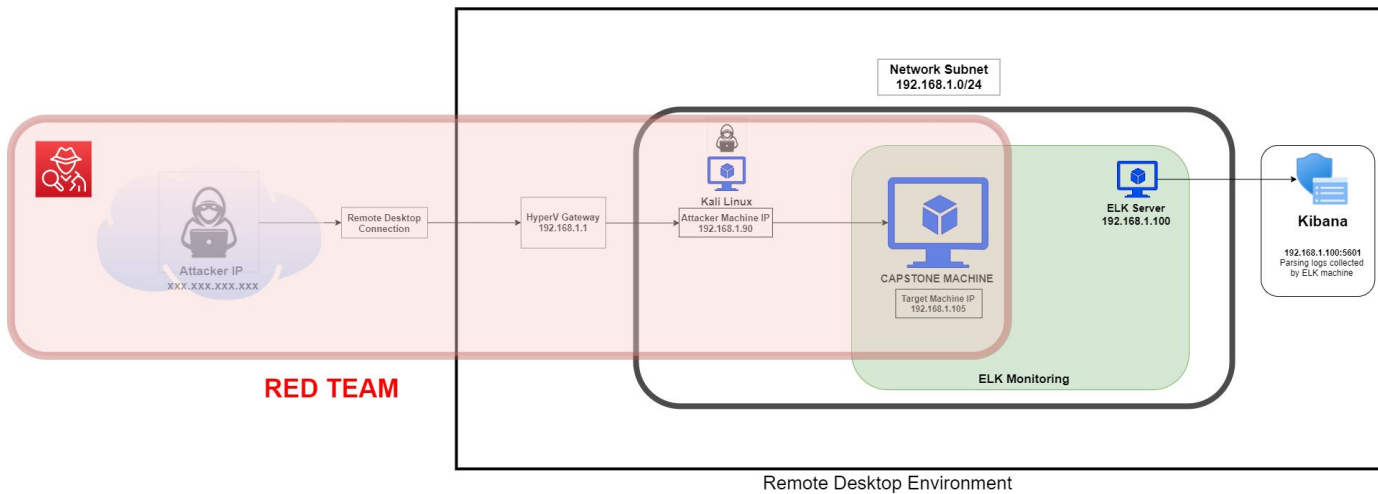 Network Subnet
192.168.1.0/24
Attacker IP
xxx.xxx.xxx.xxx
Remote Desktop
Connection
HyperV Gateway
192.168.1.1
Kali Linux
Attacker Machine IP
192.168.1.90
CAPSTONE MACHINE
Target Machine IP
192.168.1.105
ELK Server
192.168.1.100
Kibana
192.168.1.100:5601
Parsing logs collected
by ELK machine
ELK Monitoring
RED TEAM
Remote Desktop Environment